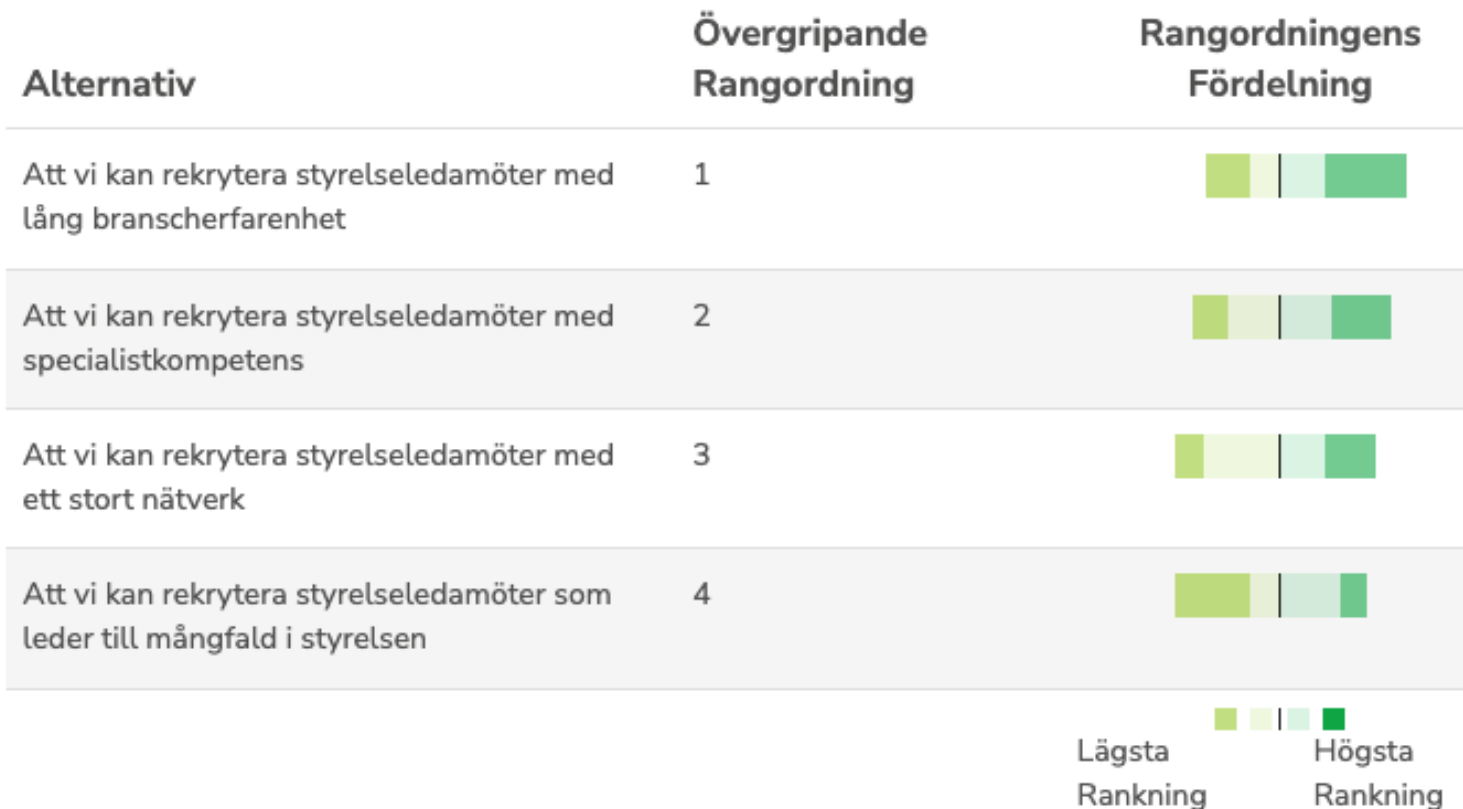 Alternativ
Övergripande
Rangordning
Rangordningens
Fördelning
Att vi kan rekrytera styrelseledamöter med
lång branscherfarenhet
1
Att vi kan rekrytera styrelseledamöter med
specialistkompetens
2
Att vi kan rekrytera styrelseledamöter med
ett stort nätverk
3
Att vi kan rekrytera styrelseledamöter som
leder till mångfald i styrelsen
4
Lägsta
Rankning
Högsta
Rankning